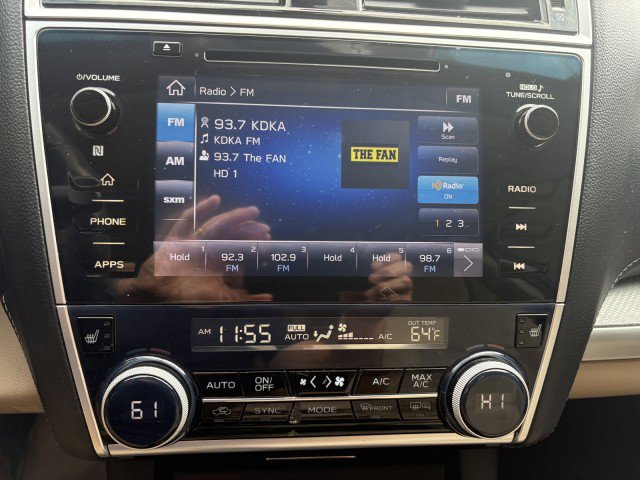 ⏻/VOLUME
Radio > FM
FM
HOLD ♪
TUNE/SCROLL
FM
93.7 KDKA
KDKA FM
93.7 The FAN
HD 1
THE FAN
Scan
AM
Replay
HD Radio
ON
sxm
1 2 3
RADIO
PHONE
APPS
1 2 3 4 5 6
Hold 92.3 FM 102.9 FM Hold Hold 98.7 FM
AM 11:55 FULL AUTO A/C OUT TEMP 64°F
61
AUTO ON/OFF A/C MAX A/C
SYNC MODE FRONT
HI